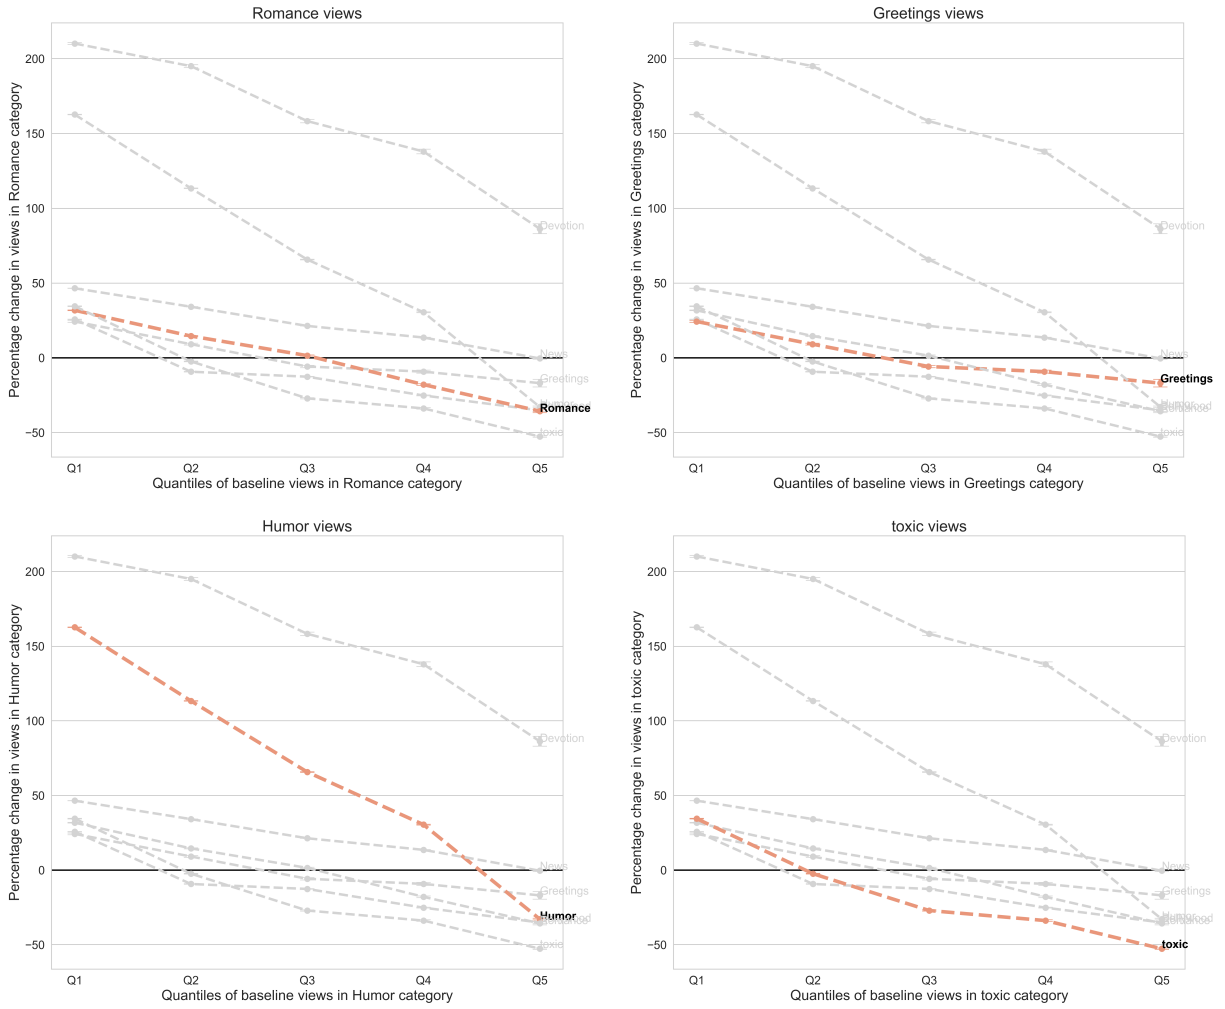 Romance views
Percentage change in views in Romance category
200
150
100
50
0
−50
Devotion
News
Greetings
Romance
toxic
Q1 Q2 Q3 Q4 Q5
Quantiles of baseline views in Romance category
Greetings views
Percentage change in views in Greetings category
200
150
100
50
0
−50
Devotion
News
Greetings
toxic
Q1 Q2 Q3 Q4 Q5
Quantiles of baseline views in Greetings category
Humor views
Percentage change in views in Humor category
200
150
100
50
0
−50
Devotion
News
Greetings
Humor
toxic
Q1 Q2 Q3 Q4 Q5
Quantiles of baseline views in Humor category
toxic views
Percentage change in views in toxic category
200
150
100
50
0
−50
Devotion
News
Greetings
toxic
Q1 Q2 Q3 Q4 Q5
Quantiles of baseline views in toxic category